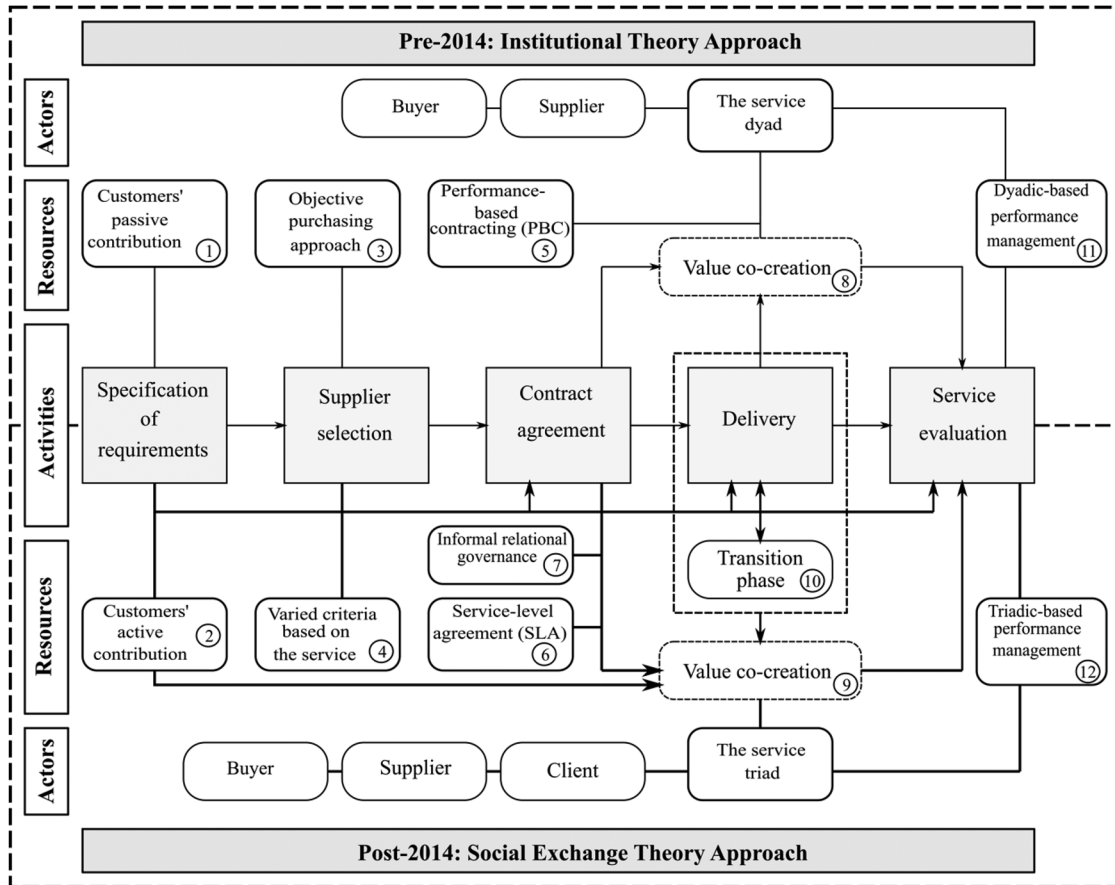 Pre-2014: Institutional Theory Approach
Actors
Buyer
Supplier
The service
dyad
Resources
Customers'
passive
contribution
1
Objective
purchasing
approach
3
Performance-
based
contracting (PBC)
5
Value co-creation
8
Dyadic-based
performance
management
11
Activities
Specification
of
requirements
Supplier
selection
Contract
agreement
Delivery
Service
evaluation
Resources
Informal relational
governance
7
Transition
phase
10
Customers'
active
contribution
2
Varied criteria
based on
the service
4
Service-level
agreement (SLA)
6
Value co-creation
9
Triadic-based
performance
management
12
Actors
Buyer
Supplier
Client
The service
triad
Post-2014: Social Exchange Theory Approach